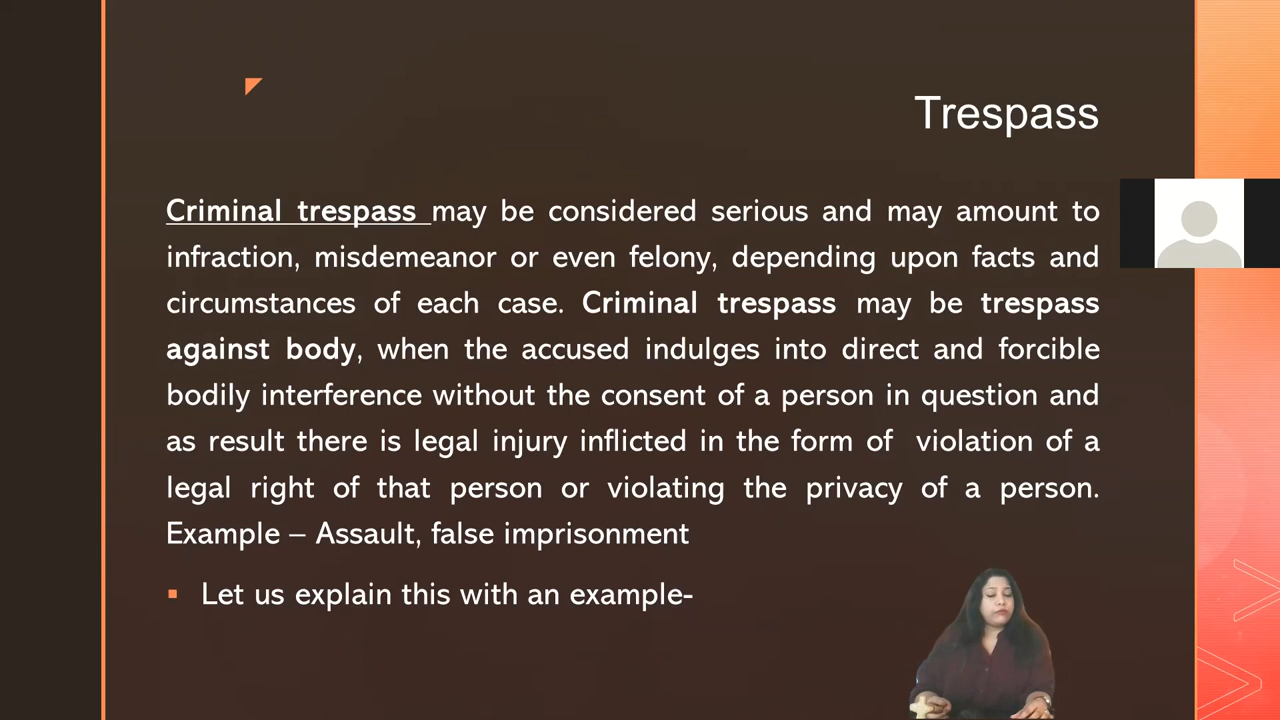 Trespass
Criminal trespass may be considered serious and may amount to
infraction, misdemeanor or even felony, depending upon facts and
circumstances of each case. Criminal trespass may be trespass
against body, when the accused indulges into direct and forcible
bodily interference without the consent of a person in question and
as result there is legal injury inflicted in the form of violation of a
legal right of that person or violating the privacy of a person.
Example – Assault, false imprisonment
▪ Let us explain this with an example-